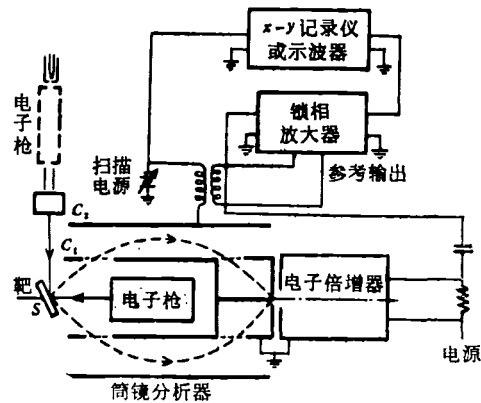 x-y记录仪
或示波器
电子枪
锁相
放大器
扫描
电源
参考输出
C₂
C₁
靶
S
电子枪
电子倍增器
电源
筒镜分析器